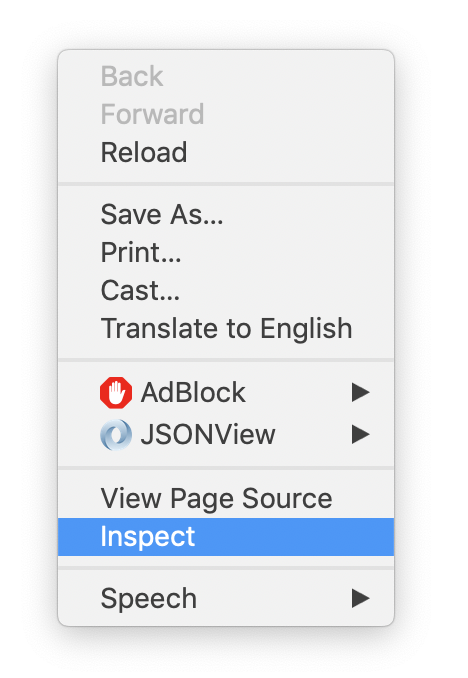 Back
Forward
Reload
Save As...
Print...
Cast...
Translate to English
AdBlock
JSONView
View Page Source
Inspect
Speech